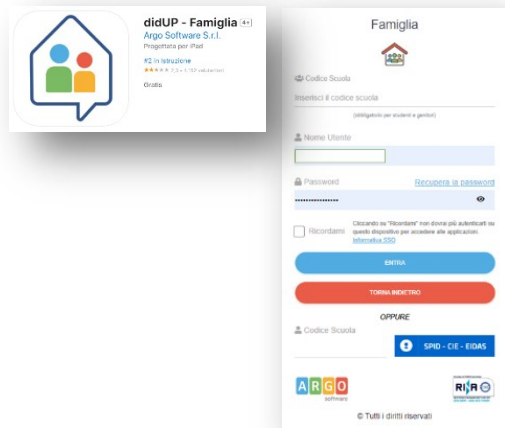 didUP - Famiglia 4+
Argo Software S.r.l.
Progettata per iPad
#2 in Istruzione
Gratis
Famiglia
Codice Scuola
Inserisci il codice scuola
(obbligatorio per studenti e genitori)
Nome Utente
Password Recupera la password
Cliccando su "Ricordami" non dovrai più autenticarti su
Ricordami questo dispositivo per accedere alle applicazioni.
Informativa SSO
ENTRA
TORNA INDIETRO
OPPURE
Codice Scuola
SPID - CIE - EIDAS
ARGO
software
© Tutti i diritti riservati